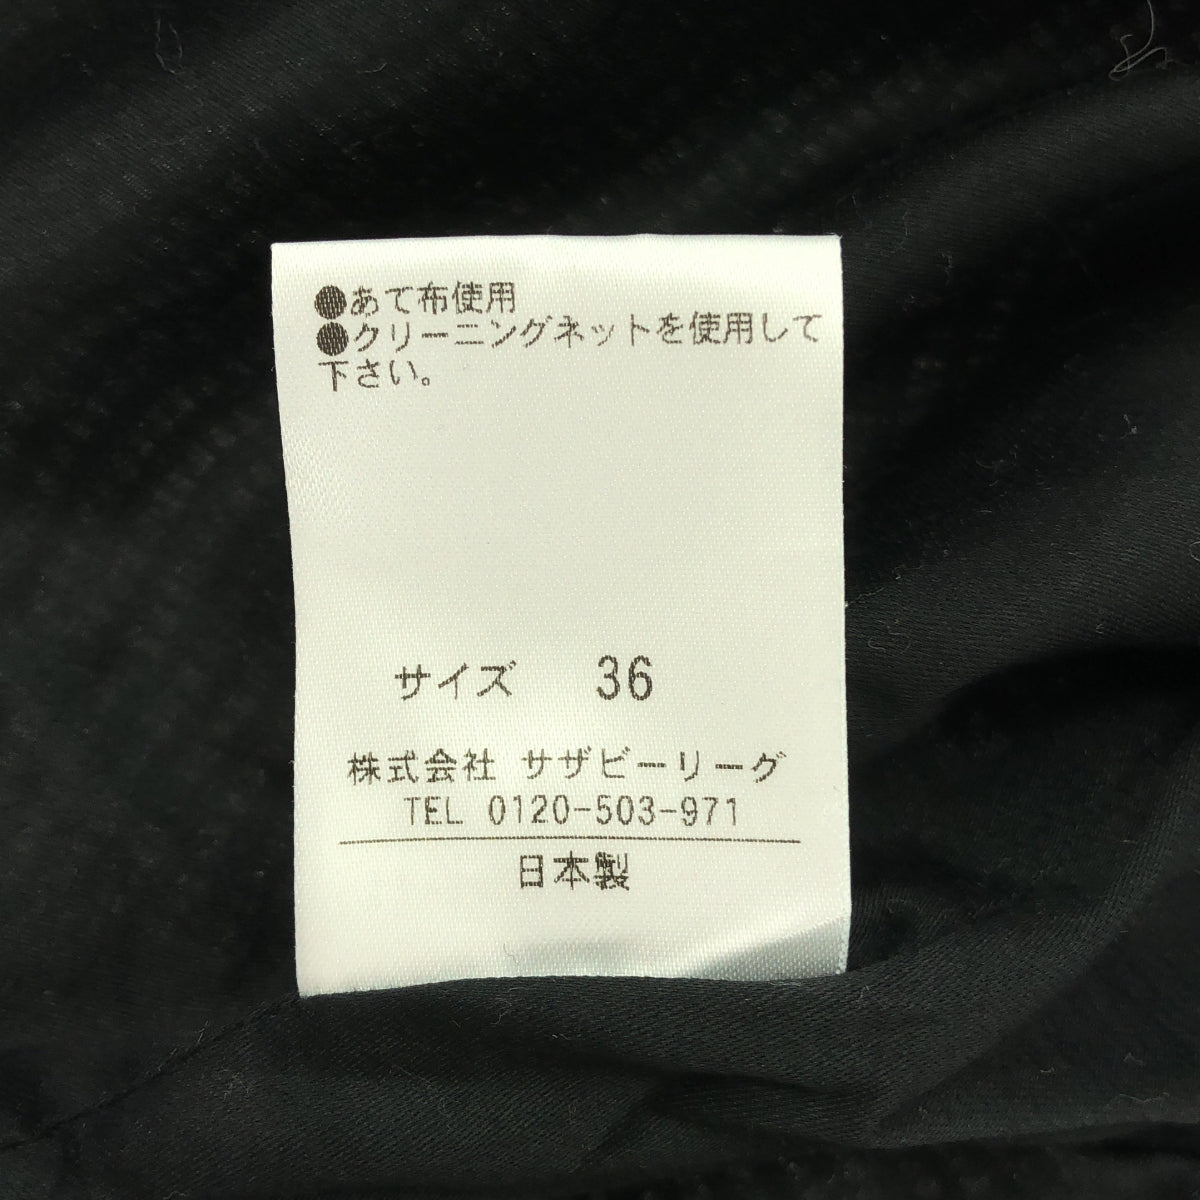 ●あて布使用
●クリーニングネットを使用して
下さい。
サイズ 36
株式会社 サザビーリーグ
TEL 0120-503-971
日本製